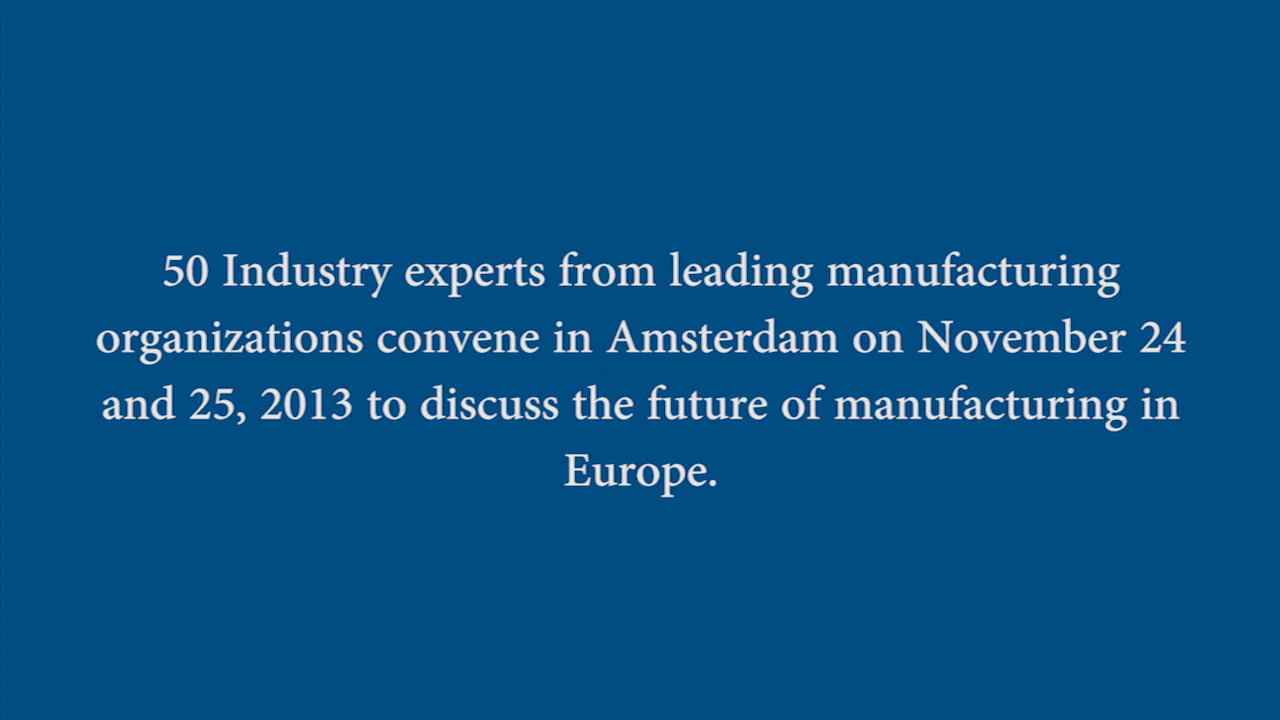 50 Industry experts from leading manufacturing
organizations convene in Amsterdam on November 24
and 25, 2013 to discuss the future of manufacturing in
Europe.